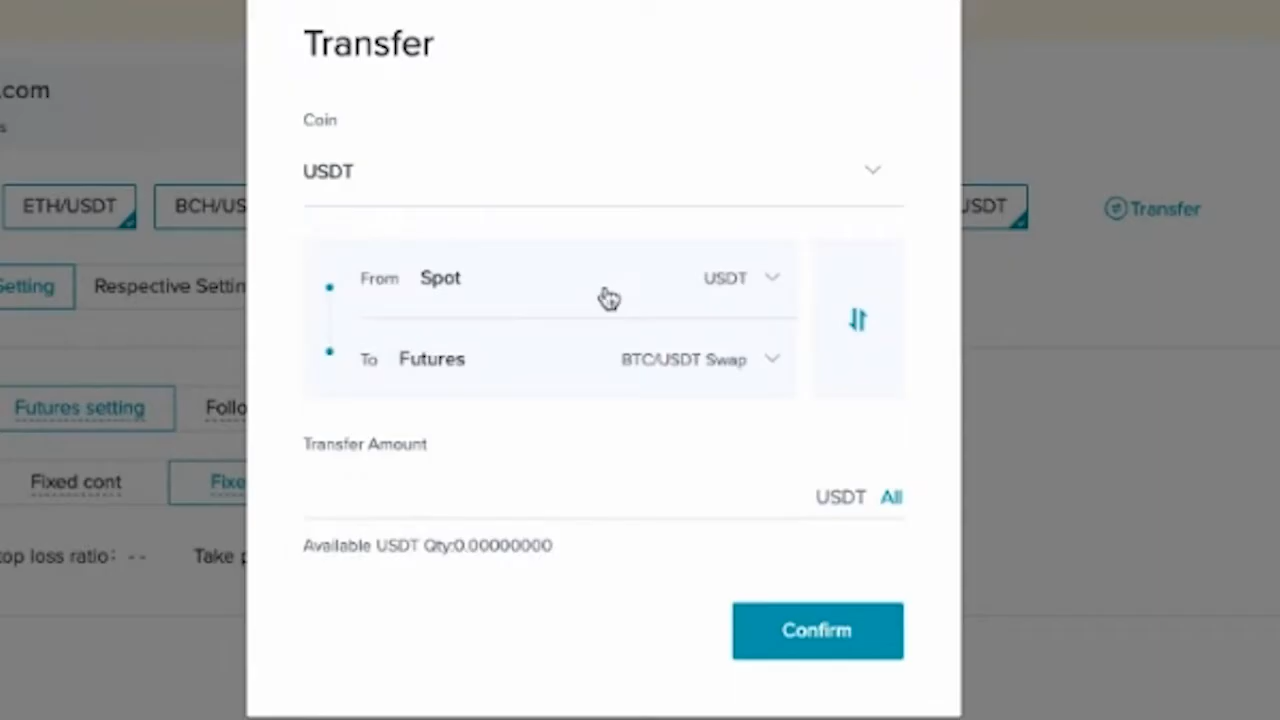 Transfer
.com
Coin
USDT
ETH/USDT
BCH/US
USDT
Transfer
From Spot USDT
Setting
Respective Settin
To Futures BTC/USDT Swap
Futures setting
Follo
Transfer Amount
Fixed cont
Fixe
USDT All
Available USDT Qty:0.00000000
top loss ratio: --
Take p
Confirm